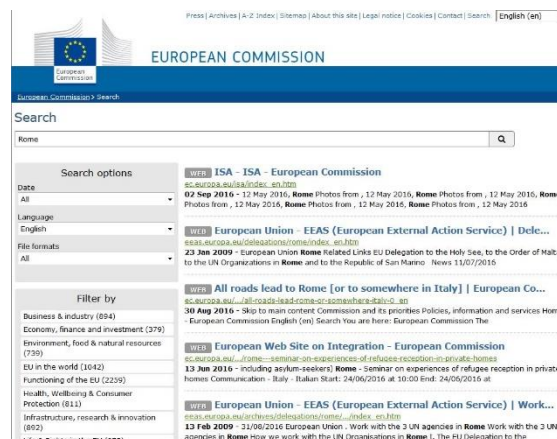 Press | Archives | A-Z Index | Sitemap | About this site | Legal notice | Cookies | Contact | Search English (en)
EUROPEAN COMMISSION
European
Commission
European Commission > Search
Search
Rome
Search options
Date
All
Language
English
File formats
All
Filter by
Business & industry (894)
Economy, finance and investment (379)
Environment, food & natural resources
(739)
EU in the world (1042)
Functioning of the EU (2259)
Health, Wellbeing & Consumer
Protection (811)
Infrastructure, research & innovation
(892)
WEB ISA - ISA - European Commission
ec.europa.eu/isa/index_en.htm
02 Sep 2016 - 12 May 2016, Rome Photos from , 12 May 2016, Rome Photos from , 12 May 2016, Rom
Photos from , 12 May 2016, Rome Photos from , 12 May 2016, Rome Photos from , 12 May 2016
WEB European Union - EEAS (European External Action Service) | Dele...
eeas.europa.eu/delegations/rome/index_en.htm
23 Jan 2009 - European Union Rome Related Links EU Delegation to the Holy See, to the Order of Malt
to the UN Organizations in Rome and to the Republic of San Marino News 11/07/2016
WEB All roads lead to Rome [or to somewhere in Italy] | European Co...
ec.europa.eu/.../all-roads-lead-rome-or-somewhere-italy-0_en
30 Aug 2016 - Skip to main content Commission and its priorities Policies, information and services Hom
- European Commission English (en) Search You are here: European Commission The
WEB European Web Site on Integration - European Commission
ec.europa.eu/.../rome---seminar-on-experiences-of-refugee-reception-in-private-homes
13 Jun 2016 - including asylum-seekers] Rome - Seminar on experiences of refugee reception in private
homes Communication - Italy - Italian Start: 24/06/2016 at 10:00 End: 24/06/2016 at
WEB European Union - EEAS (European External Action Service) | Work...
eeas.europa.eu/archives/delegations/rome/.../index_en.htm
13 Feb 2009 - 31/08/2016 European Union . Work with the 3 UN agencies in Rome Work with the 3 UN
agencies in Rome How we work with the UN Organisations in Rome I. The EU Delegation to the